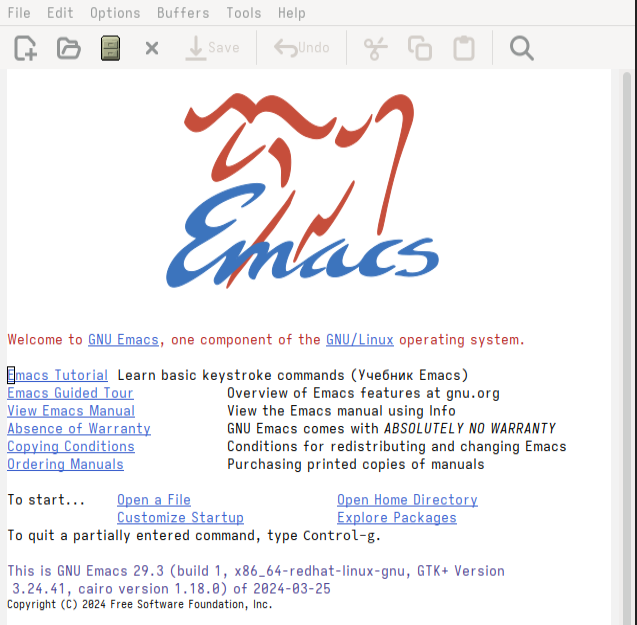 File Edit Options Buffers Tools Help
Save Undo
Emacs
Welcome to GNU Emacs, one component of the GNU/Linux operating system.
Emacs Tutorial Learn basic keystroke commands (Учебник Emacs)
Emacs Guided Tour Overview of Emacs features at gnu.org
View Emacs Manual View the Emacs manual using Info
Absence of Warranty GNU Emacs comes with ABSOLUTELY NO WARRANTY
Copying Conditions Conditions for redistributing and changing Emacs
Ordering Manuals Purchasing printed copies of manuals
To start... Open a File Open Home Directory
Customize Startup Explore Packages
To quit a partially entered command, type Control-g.
This is GNU Emacs 29.3 (build 1, x86_64-redhat-linux-gnu, GTK+ Version
3.24.41, cairo version 1.18.0) of 2024-03-25
Copyright (C) 2024 Free Software Foundation, Inc.